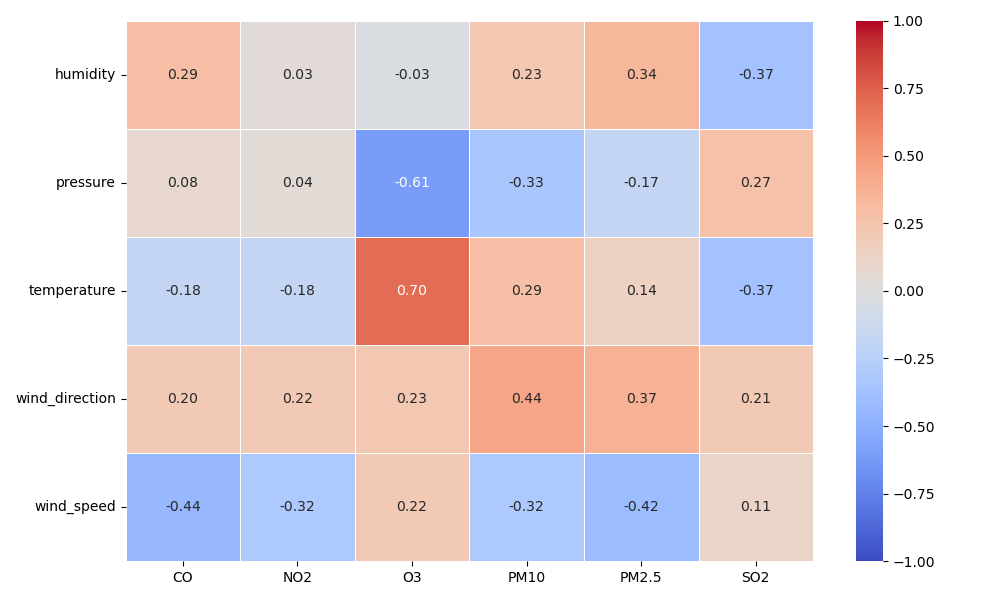 humidity 0.29 0.03 -0.03 0.23 0.34 -0.37
pressure 0.08 0.04 -0.61 -0.33 -0.17 0.27
temperature -0.18 -0.18 0.70 0.29 0.14 -0.37
wind_direction 0.20 0.22 0.23 0.44 0.37 0.21
wind_speed -0.44 -0.32 0.22 -0.32 -0.42 0.11
CO NO2 O3 PM10 PM2.5 SO2
1.00
0.75
0.50
0.25
0.00
−0.25
−0.50
−0.75
−1.00